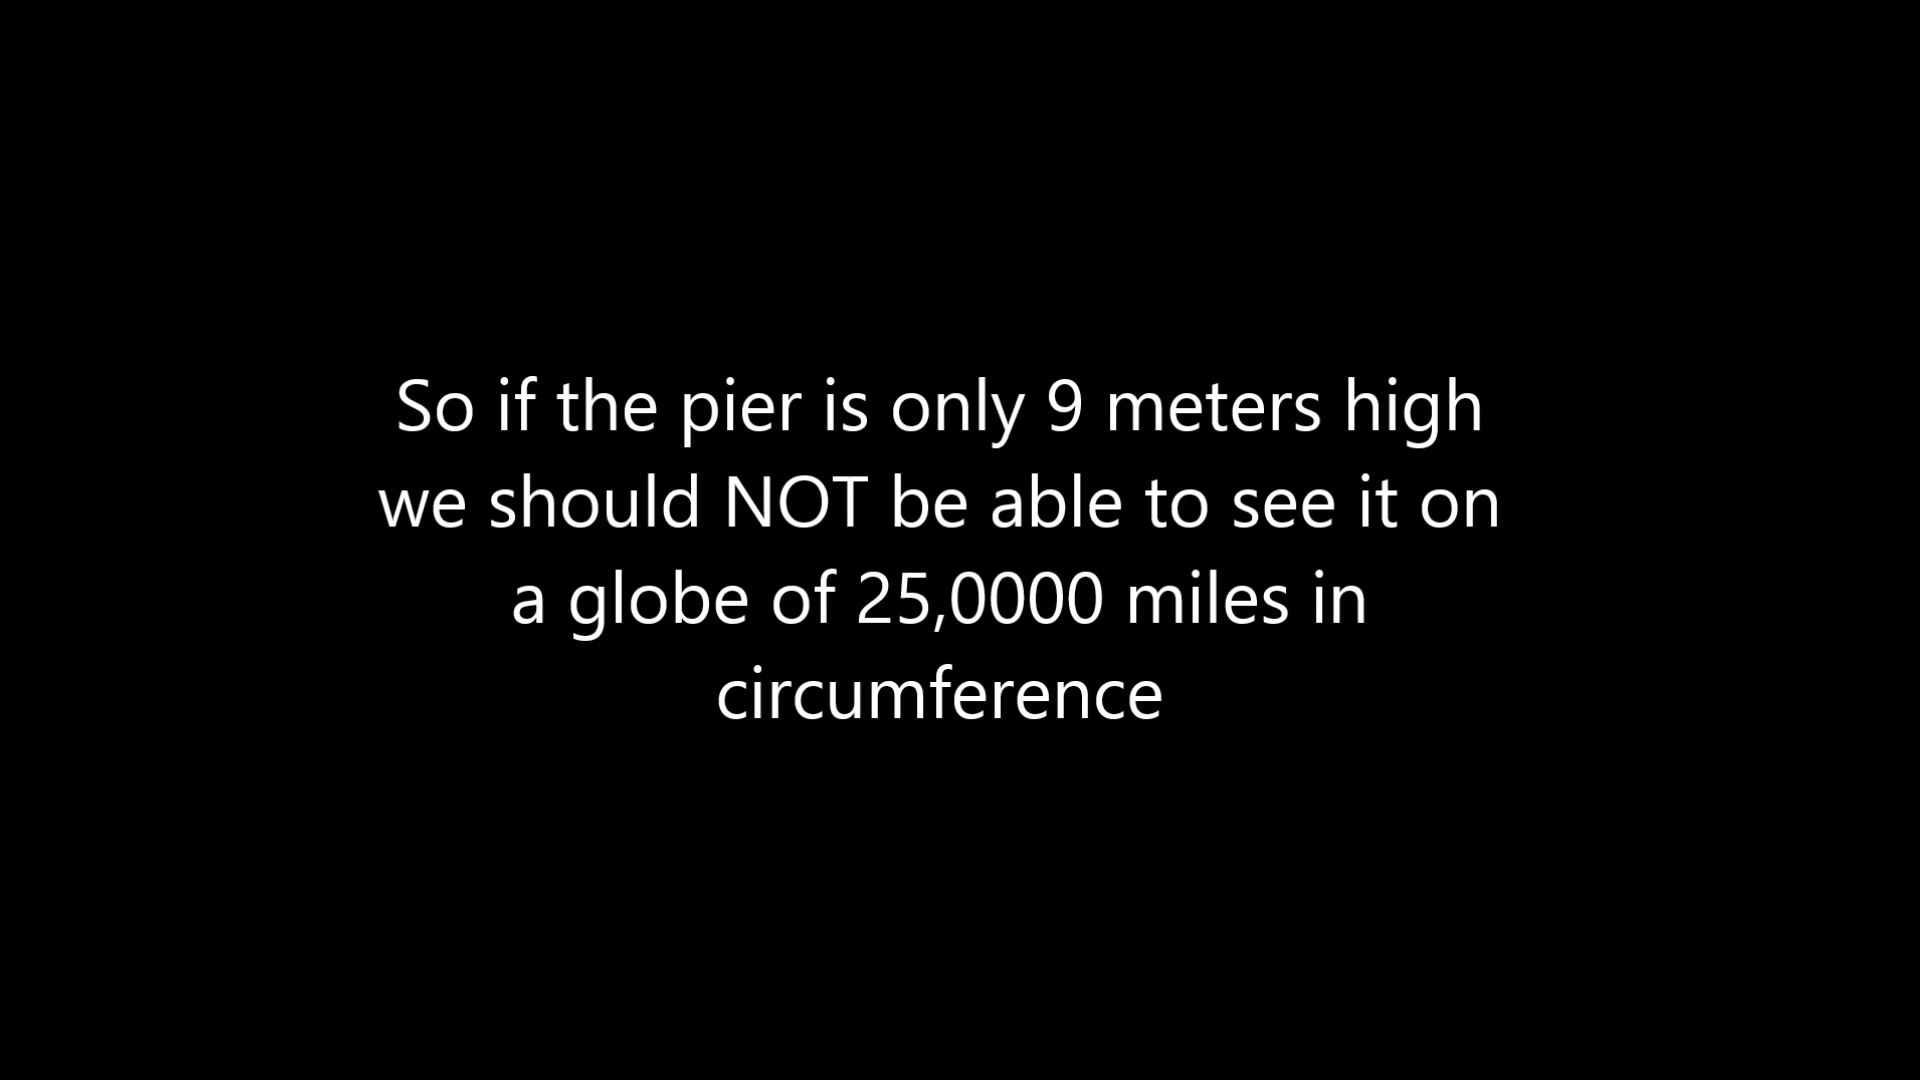 So if the pier is only 9 meters high
we should NOT be able to see it on
a globe of 25,0000 miles in
circumference